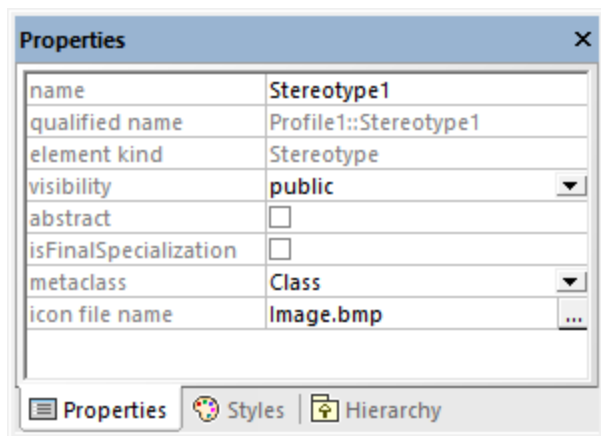 Properties
name Stereotype1
qualified name Profile1::Stereotype1
element kind Stereotype
visibility public
abstract
isFinalSpecialization
metaclass Class
icon file name Image.bmp ...
Properties Styles Hierarchy